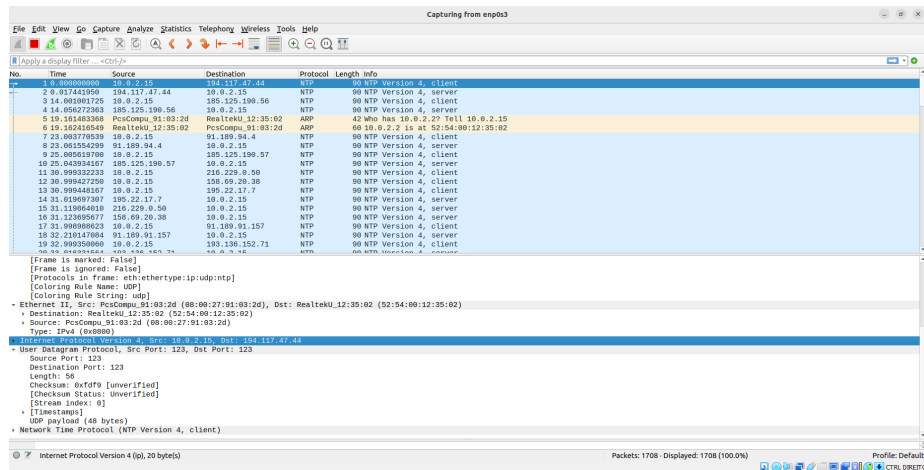 Capturing from enp0s3
File Edit View Go Capture Analyze Statistics Telephony Wireless Tools Help
Apply a display filter ... <Ctrl-/>
No. Time Source Destination Protocol Length Info
1 0.000000000 10.0.2.15 194.117.47.44 NTP 90 NTP Version 4, client
2 0.017441950 194.117.47.44 10.0.2.15 NTP 90 NTP Version 4, server
3 14.001001725 10.0.2.15 185.125.190.56 NTP 90 NTP Version 4, client
4 14.056272363 185.125.190.56 10.0.2.15 NTP 90 NTP Version 4, server
5 19.161483368 PcsCompu_91:03:2d RealtekU_12:35:02 ARP 42 Who has 10.0.2.2? Tell 10.0.2.15
6 19.162416549 RealtekU_12:35:02 PcsCompu_91:03:2d ARP 60 10.0.2.2 is at 52:54:00:12:35:02
7 23.003770539 10.0.2.15 91.189.94.4 NTP 90 NTP Version 4, client
8 23.061554299 91.189.94.4 10.0.2.15 NTP 90 NTP Version 4, server
9 25.005619700 10.0.2.15 185.125.190.57 NTP 90 NTP Version 4, client
10 25.043934167 185.125.190.57 10.0.2.15 NTP 90 NTP Version 4, server
11 30.999332233 10.0.2.15 216.229.0.50 NTP 90 NTP Version 4, client
12 30.999427250 10.0.2.15 158.69.20.38 NTP 90 NTP Version 4, client
13 30.999448167 10.0.2.15 195.22.17.7 NTP 90 NTP Version 4, client
14 31.019697307 195.22.17.7 10.0.2.15 NTP 90 NTP Version 4, server
15 31.119864010 216.229.0.50 10.0.2.15 NTP 90 NTP Version 4, server
16 31.123695677 158.69.20.38 10.0.2.15 NTP 90 NTP Version 4, server
17 31.998988623 10.0.2.15 91.189.91.157 NTP 90 NTP Version 4, client
18 32.210147084 91.189.91.157 10.0.2.15 NTP 90 NTP Version 4, server
19 32.999350060 10.0.2.15 193.136.152.71 NTP 90 NTP Version 4, client
[Frame is marked: False]
[Frame is ignored: False]
[Protocols in frame: eth:ethertype:ip:udp:ntp]
[Coloring Rule Name: UDP]
[Coloring Rule String: udp]
Ethernet II, Src: PcsCompu_91:03:2d (08:00:27:91:03:2d), Dst: RealtekU_12:35:02 (52:54:00:12:35:02)
Destination: RealtekU_12:35:02 (52:54:00:12:35:02)
Source: PcsCompu_91:03:2d (08:00:27:91:03:2d)
Type: IPv4 (0x0800)
Internet Protocol Version 4, Src: 10.0.2.15, Dst: 194.117.47.44
User Datagram Protocol, Src Port: 123, Dst Port: 123
Source Port: 123
Destination Port: 123
Length: 56
Checksum: 0xfdf9 [unverified]
[Checksum Status: Unverified]
[Stream index: 0]
[Timestamps]
UDP payload (48 bytes)
Network Time Protocol (NTP Version 4, client)
Internet Protocol Version 4 (ip), 20 byte(s) Packets: 1708 · Displayed: 1708 (100.0%) Profile: Default
CTRL DIREITO